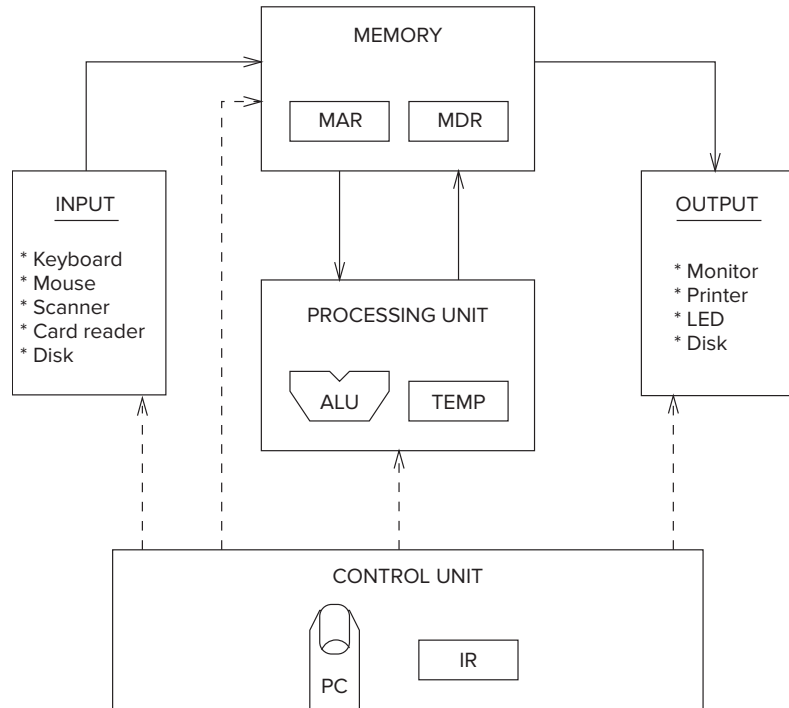 MEMORY
MAR
MDR
INPUT
* Keyboard
* Mouse
* Scanner
* Card reader
* Disk
OUTPUT
* Monitor
* Printer
* LED
* Disk
PROCESSING UNIT
ALU
TEMP
CONTROL UNIT
IR
PC